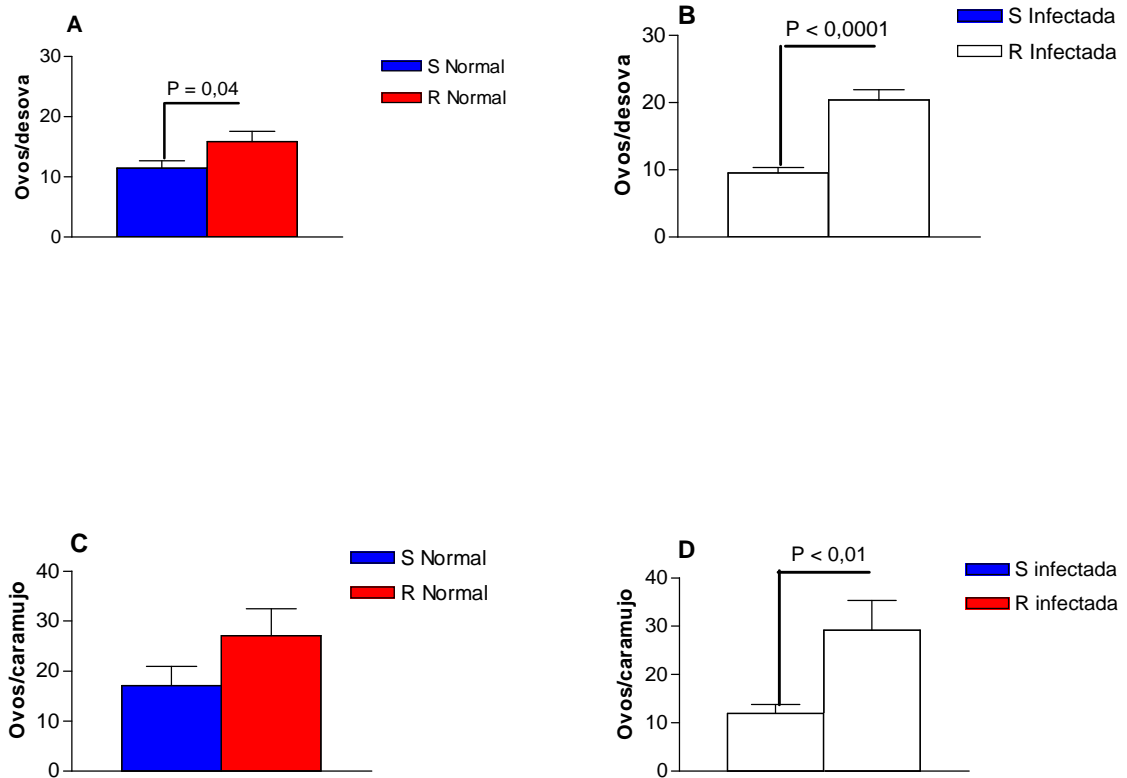 A
P = 0,04
S Normal
R Normal
Ovos/desova
30
20
10
0
B
P < 0,0001
S Infectada
R Infectada
Ovos/desova
30
20
10
0
C
S Normal
R Normal
Ovos/caramujo
40
30
20
10
0
D
P < 0,01
S infectada
R infectada
Ovos/caramujo
40
30
20
10
0